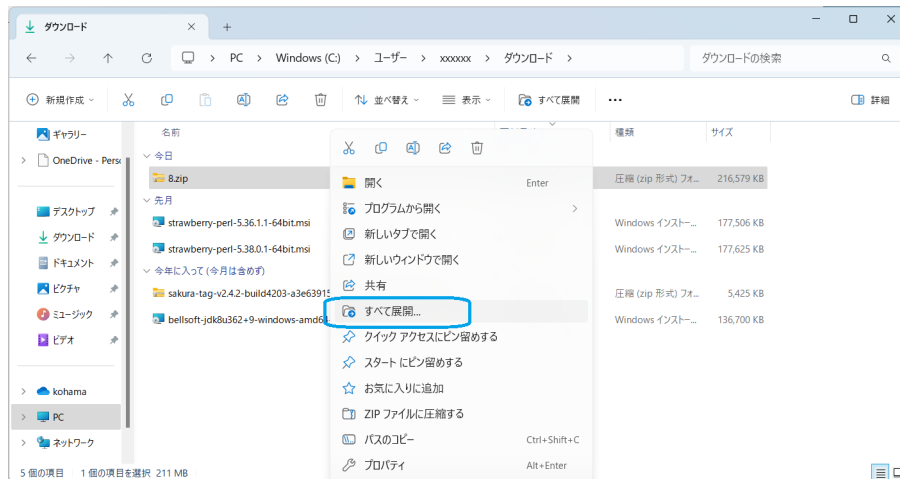 ダウンロード
PC > Windows (C:) > ユーザー > xxxxxx > ダウンロード >
ダウンロードの検索
新規作成
並べ替え
表示
すべて展開
詳細
ギャラリー
OneDrive - Perso
デスクトップ
ダウンロード
ドキュメント
ピクチャ
ミュージック
ビデオ
kohama
PC
ネットワーク
名前
種類
サイズ
今日
8.zip
圧縮 (zip 形式) フォ... 216,579 KB
先月
strawberry-perl-5.36.1.1-64bit.msi
Windows インストー... 177,506 KB
strawberry-perl-5.38.0.1-64bit.msi
Windows インストー... 177,625 KB
今年に入って (今月は含めず)
sakura-tag-v2.4.2-build4203-a3e63915
圧縮 (zip 形式) フォ... 5,425 KB
bellsoft-jdk8u362+9-windows-amd64
Windows インストー... 136,700 KB
開く Enter
プログラムから開く
新しいタブで開く
新しいウィンドウで開く
共有
すべて展開...
クイック アクセスにピン留めする
スタート にピン留めする
お気に入りに追加
ZIP ファイルに圧縮する
パスのコピー Ctrl+Shift+C
プロパティ Alt+Enter
5 個の項目
1 個の項目を選択 211 MB